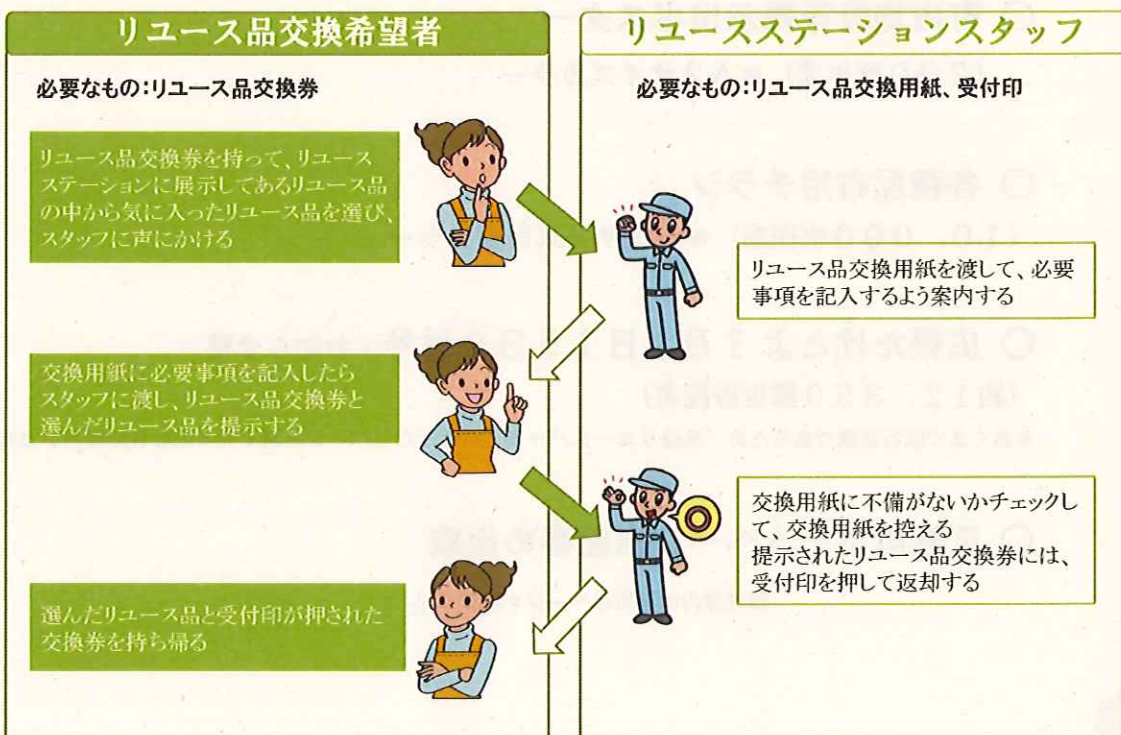 リユース品交換希望者
必要なもの:リユース品交換券
リユース品交換券を持って、リユース
ステーションに展示してあるリユース品
の中から気に入ったリユース品を選び、
スタッフに声にかける
交換用紙に必要事項を記入したら
スタッフに渡し、リユース品交換券と
選んだリユース品を提示する
選んだリユース品と受付印が押された
交換券を持ち帰る
リユースステーションスタッフ
必要なもの:リユース品交換用紙、受付印
リユース品交換用紙を渡して、必要
事項を記入するよう案内する
交換用紙に不備がないかチェックし
て、交換用紙を控える
提示されたリユース品交換券には、
受付印を押して返却する